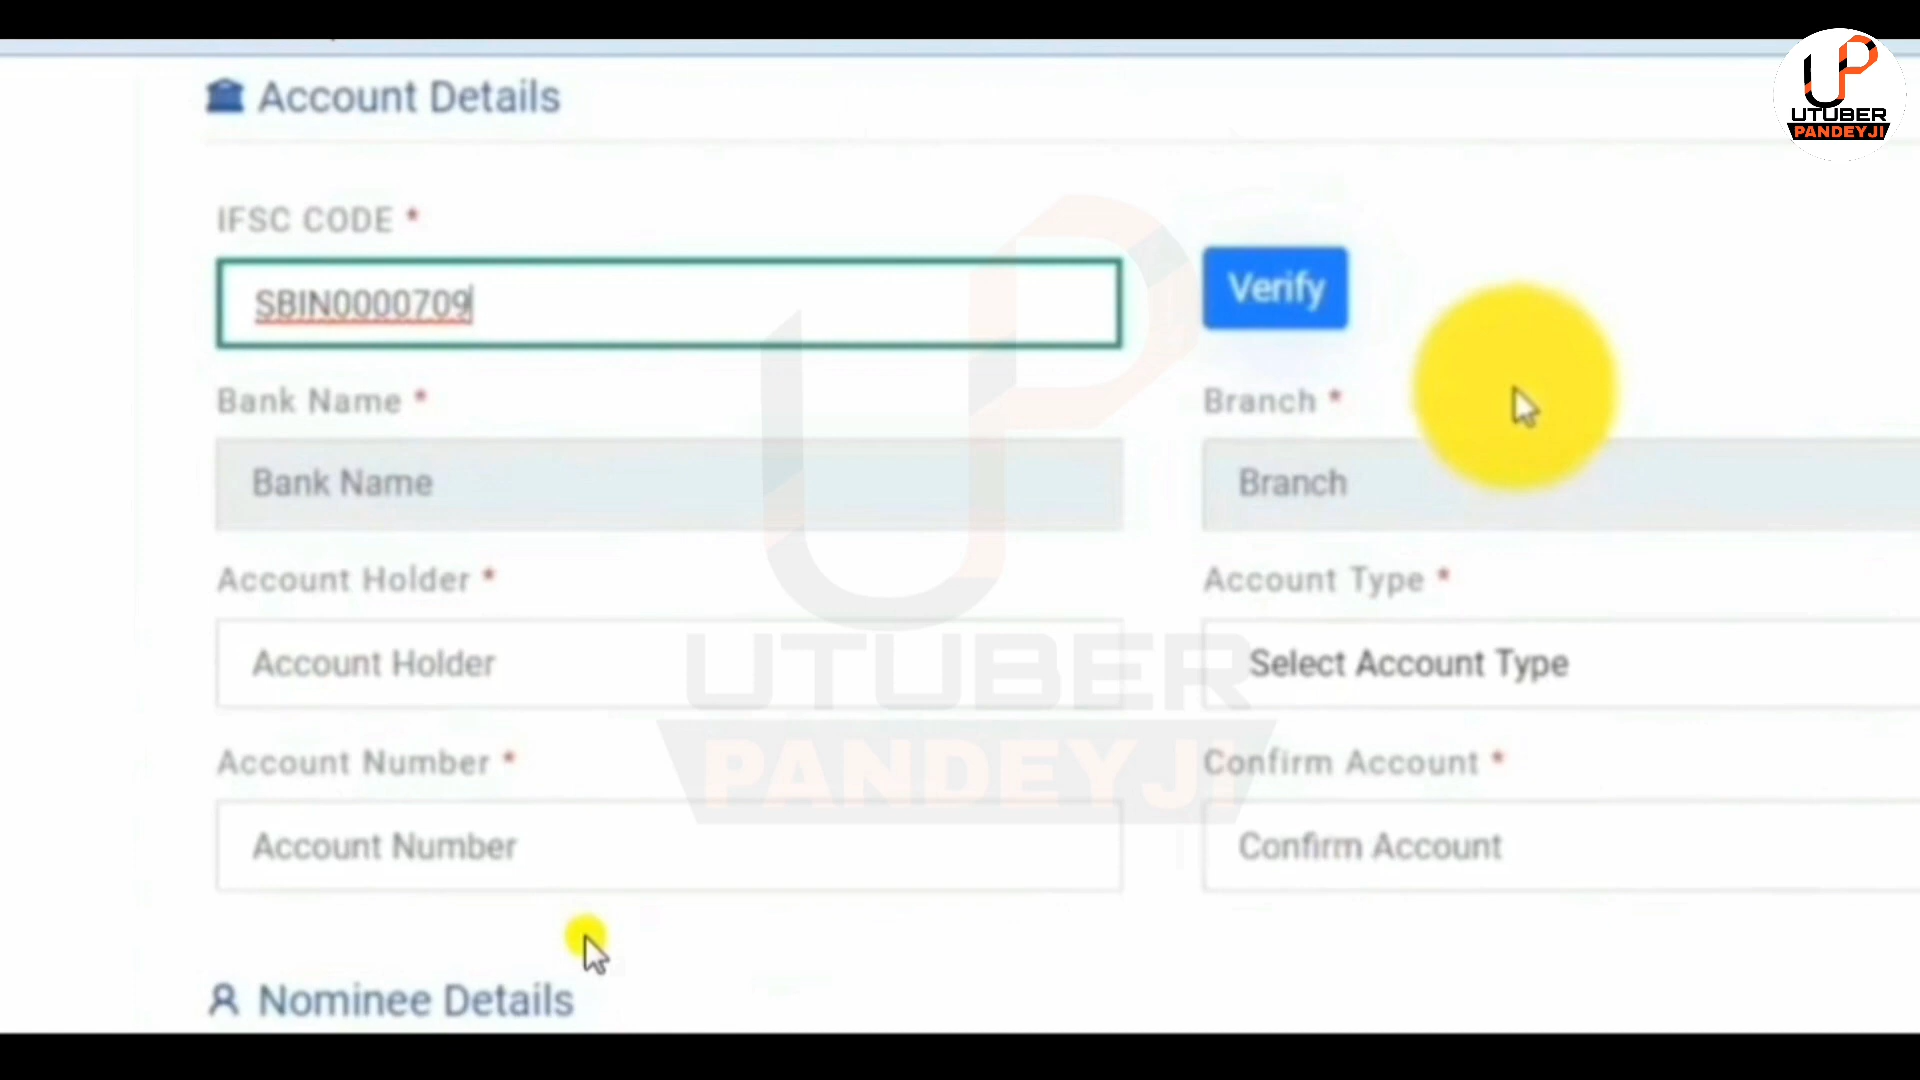 Account Details
UTUBER
PANDEYJI
IFSC CODE *
SBIN0000709
Verify
Bank Name *
Branch *
Bank Name
Branch
Account Holder *
Account Type *
Account Holder
Select Account Type
UTUBER
PANDEYJI
Account Number *
Confirm Account *
Account Number
Confirm Account
Nominee Details